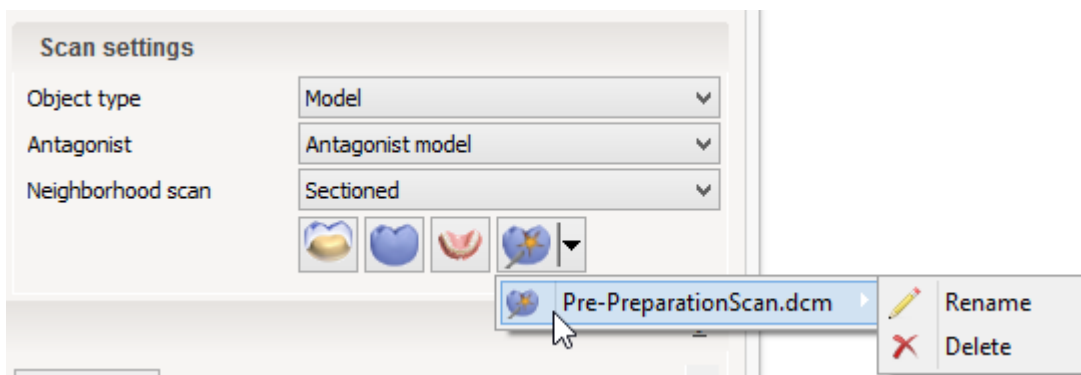 Scan settings
Object type Model
Antagonist Antagonist model
Neighborhood scan Sectioned
Pre-PreparationScan.dcm Rename
Delete